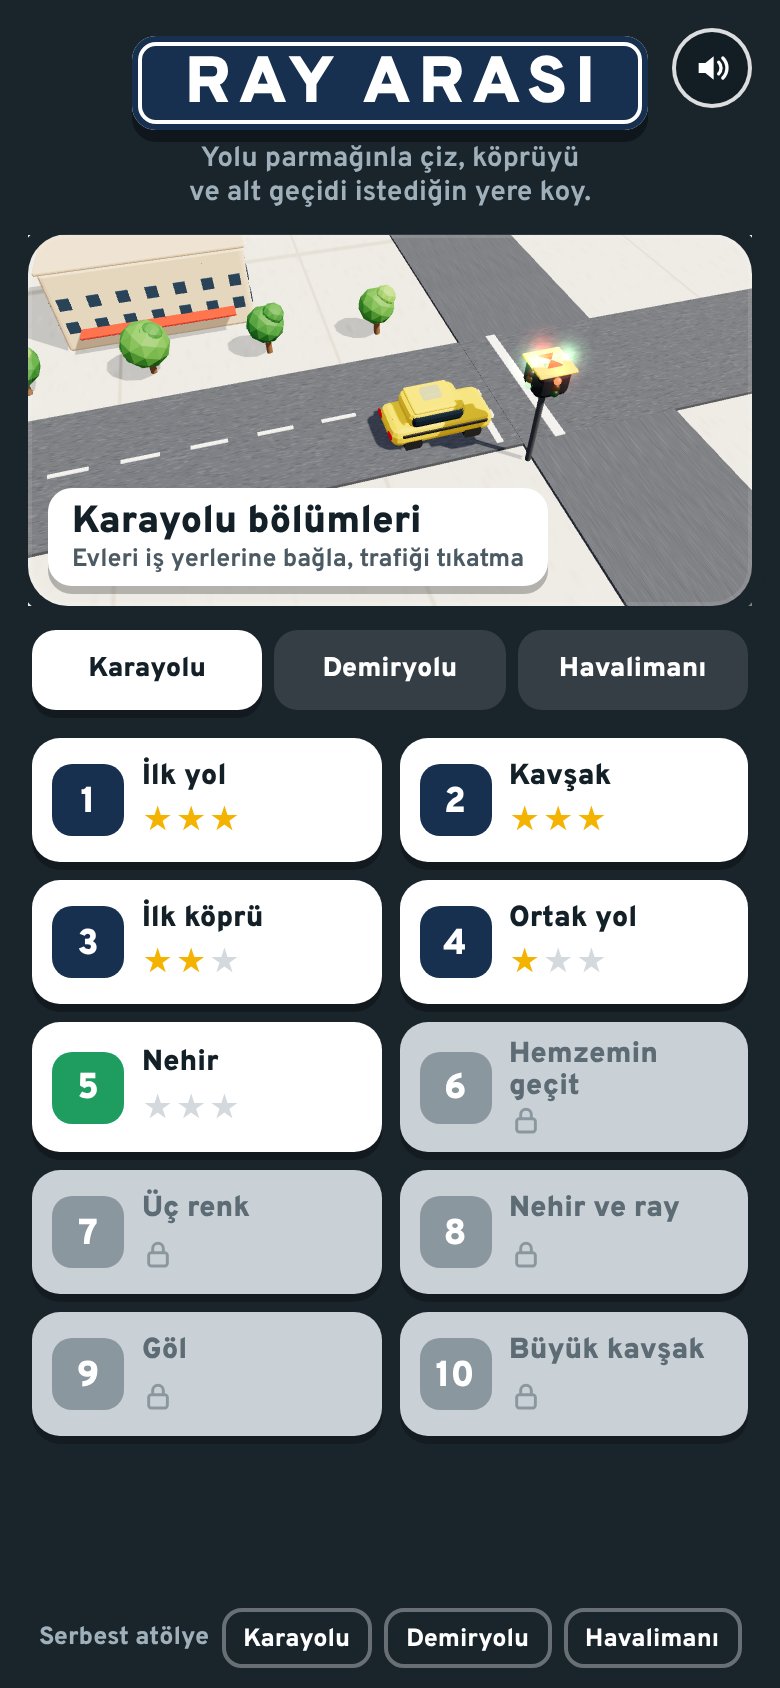 RAY ARASI
Yolu parmağınla çiz, köprüyü
ve alt geçidi istediğin yere koy.
Karayolu bölümleri
Evleri iş yerlerine bağla, trafiği tıkatma
Karayolu
Demiryolu
Havalimanı
1
İlk yol
2
Kavşak
3
İlk köprü
4
Ortak yol
5
Nehir
6
Hemzemin
geçit
7
Üç renk
8
Nehir ve ray
9
Göl
10
Büyük kavşak
Serbest atölye
Karayolu
Demiryolu
Havalimanı